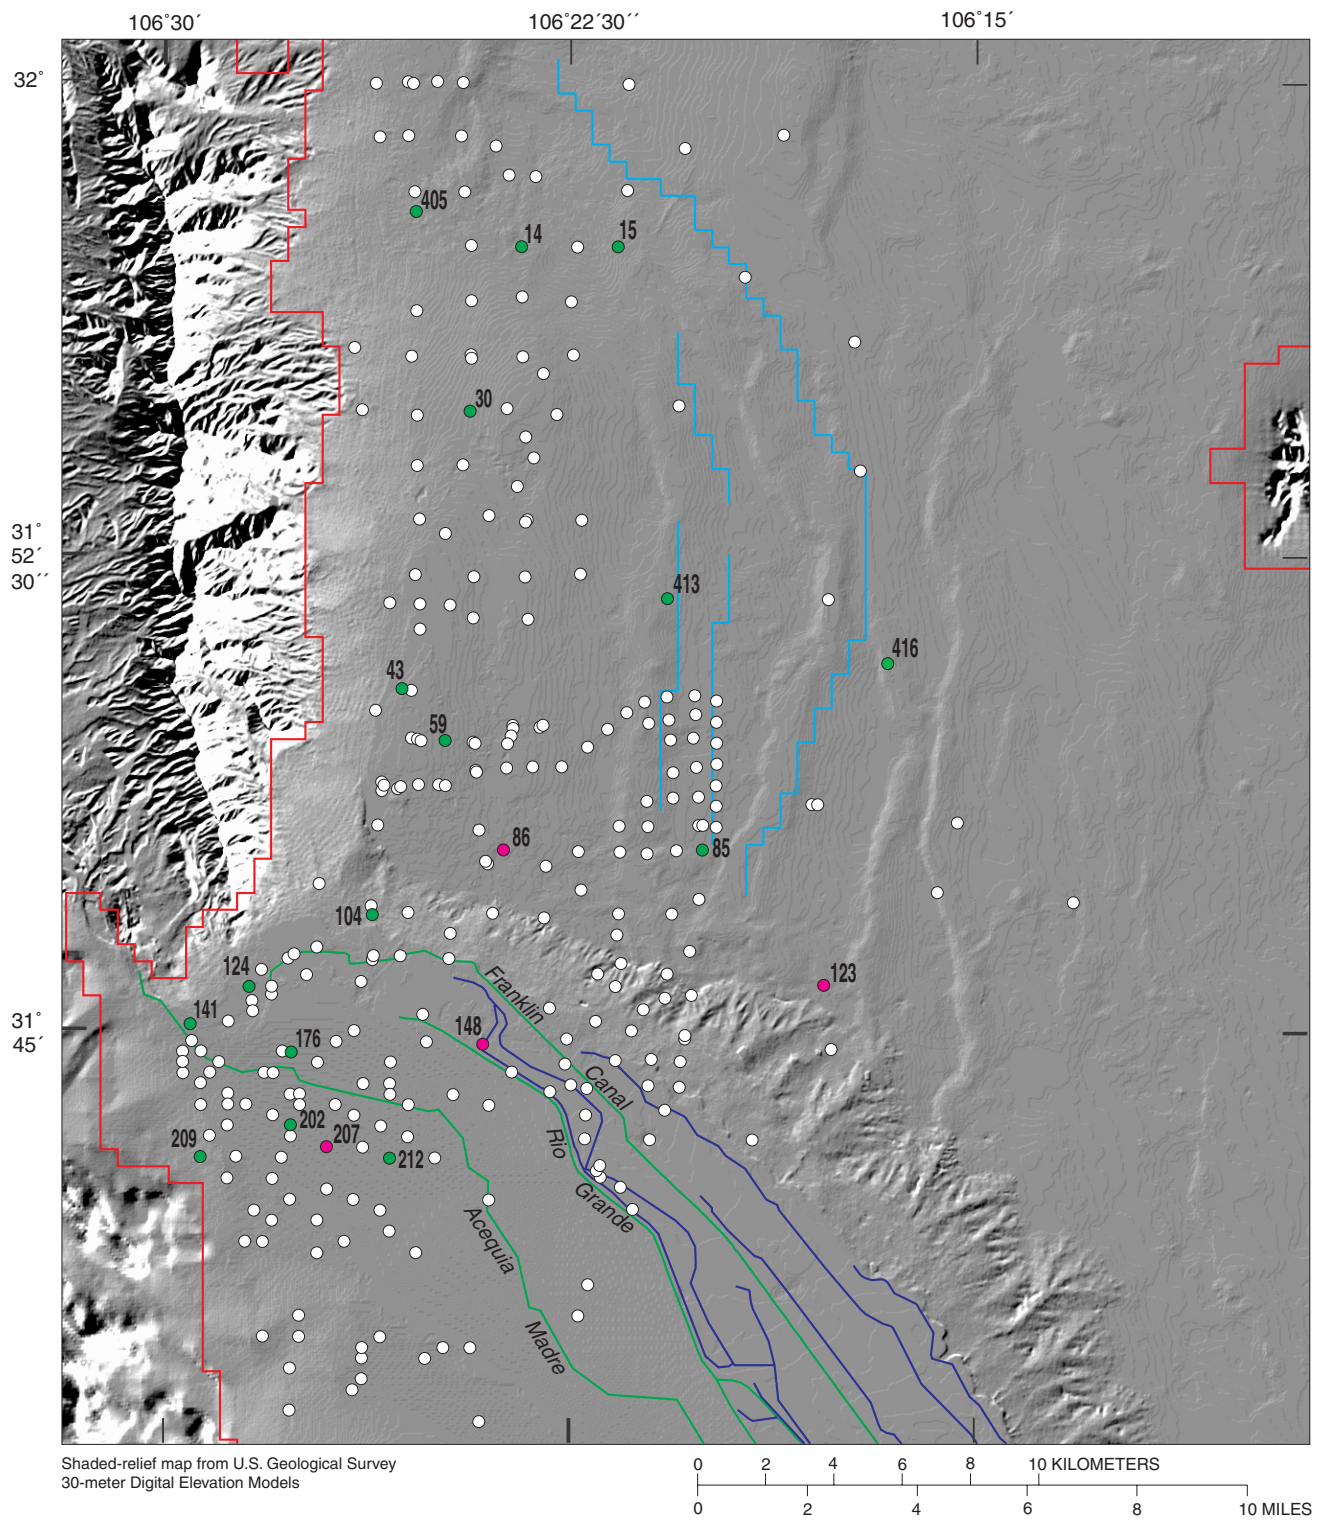 106°30´
106°22´30´´
106°15´
32°
405
14
15
30
31°
52´
30´´
413
416
43
59
86
85
104
124
123
141
Franklin
148
31°
45´
176
Canal
202
207
209
212
Rio
Grande
Acequia
Madre
Shaded-relief map from U.S. Geological Survey
30-meter Digital Elevation Models
0 2 4 6 8 10 KILOMETERS
0 2 4 6 8 10 MILES